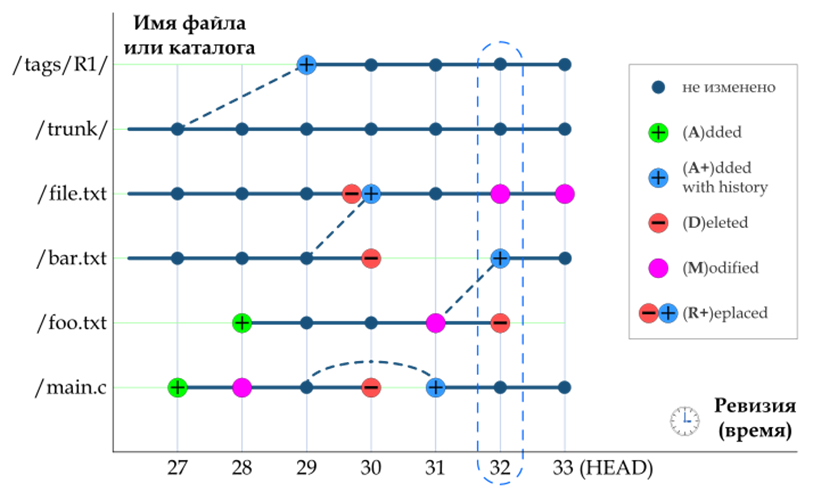 Имя файла
или каталога
/tags/R1/
/trunk/
/file.txt
/bar.txt
/foo.txt
/main.c
27 28 29 30 31 32 33 (HEAD)
не изменено
(A)dded
(A+)dded
with history
(D)eleted
(M)odified
(R+)eplaced
Ревизия
(время)